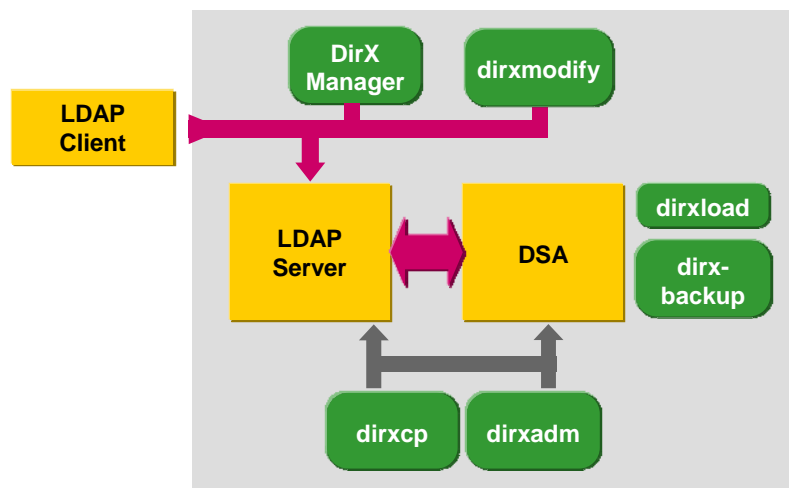 DirX
Manager
dirxmodify
LDAP
Client
LDAP
Server
DSA
dirxload
dirx-
backup
dirxcp
dirxadm